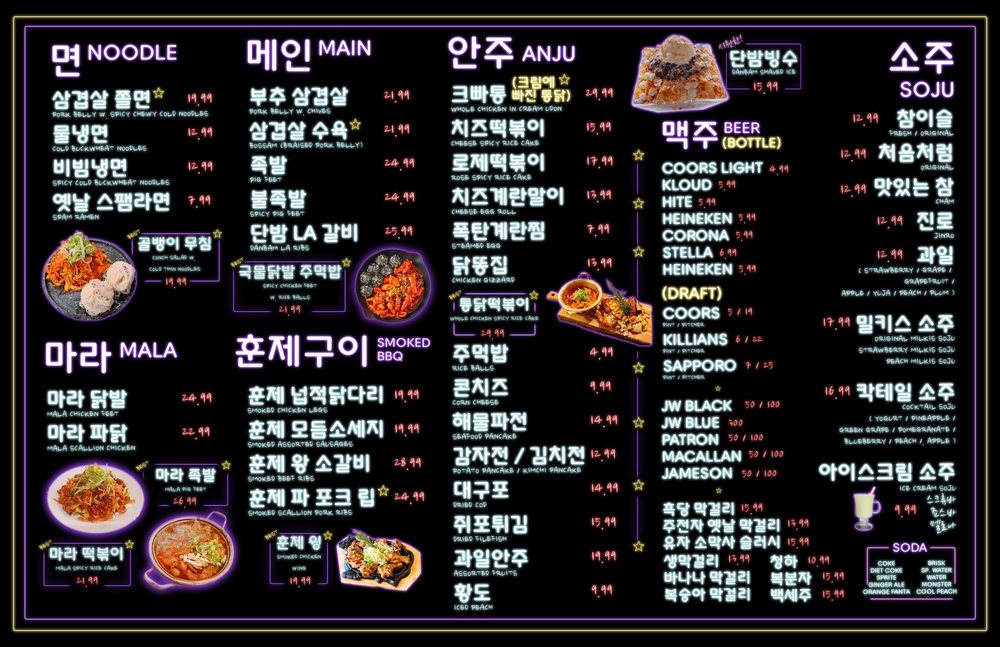 면 NOODLE
삼겹살 쫄면 19.99
PORK BELLY W. SPICY CHEWY COLD NOODLES
물냉면 12.99
COLD BUCKWHEAT NOODLES
비빔냉면 12.99
SPICY COLD BUCKWHEAT NOODLES
옛날 스팸라면 7.99
SPAM RAMEN
BEST
골뱅이 무침
CONCH SALAD W.
COLD THIN NOODLES
19.99
마라 MALA
마라 닭발 24.99
MALA CHICKEN FEET
마라 파닭 22.99
MALA SCALLION CHICKEN
BEST
마라 족발
MALA PIG FEET
26.99
BEST
마라 떡볶이
MALA SPICY RICE CAKE
21.99
메인 MAIN
부추 삼겹살 21.99
PORK BELLY W. CHIVES
삼겹살 수육 21.99
BOSSAM (BRAISED PORK BELLY)
족발 24.99
PIG FEET
불족발 24.99
SPICY PIG FEET
단밤 LA 갈비 25.99
DANBAM LA RIBS
BEST
국물닭발 주먹밥
SPICY CHICKEN FEET
W. RICE BALLS
21.99
훈제구이 SMOKED
BBQ
훈제 넙적닭다리 19.99
SMOKED CHICKEN LEGS
훈제 모듬소세지 19.99
SMOKED ASSORTED SAUSAGES
훈제 왕 소갈비 28.99
SMOKED BEEF RIBS
훈제 파 포크 립 24.99
SMOKED SCALLION PORK RIBS
BEST
훈제 윙
SMOKED CHICKEN
WING
19.99
안주 ANJU
크빠통 (크림에 빠진 통닭) 29.99
WHOLE CHICKEN IN CREAM UDON
치즈떡볶이 15.99
CHEESE SPICY RICE CAKE
로제떡볶이 17.99
ROSE SPICY RICE CAKE
치즈계란말이 13.99
CHEESE EGG ROLL
폭탄계란찜 7.99
STEAMED EGG
닭똥집 13.99
CHICKEN GIZZARD
BEST
통닭떡볶이
WHOLE CHICKEN SPICY RICE CAKE
29.99
주먹밥 4.99
RICE BALLS
콘치즈 9.99
CORN CHEESE
해물파전 14.99
SEAFOOD PANCAKE
감자전 / 김치전 12.99
POTATO PANCAKE / KIMCHI PANCAKE
대구포 14.99
DRIED COD
쥐포튀김 15.99
DRIED FILEFISH
과일안주 19.99
ASSORTED FRUITS
황도 9.99
ICED PEACH
단밤빙수
DANBAM SHAVED ICE
15.99
맥주 BEER
(BOTTLE)
COORS LIGHT 4.99
KLOUD 5.99
HITE 5.99
HEINEKEN 5.99
CORONA 5.99
STELLA 6.99
HEINEKEN 5.99
(DRAFT)
COORS 5 / 19
PINT / PITCHER
KILLIANS 6 / 22
PINT / PITCHER
SAPPORO 7 / 25
PINT / PITCHER
JW BLACK 50 / 100
JW BLUE 300
PATRON 50 / 100
MACALLAN 50 / 100
JAMESON 50 / 100
흑당 막걸리 15.99
주전자 옛날 막걸리 13.99
유자 소막사 슬러시 15.99
생막걸리 13.99 청하 10.99
바나나 막걸리 복분자 15.99
복숭아 막걸리 백세주 15.99
소주
SOJU
12.99 참이슬
FRESH / ORIGINAL
12.99 처음처럼
ORIGINAL
12.99 맛있는 참
CHAM
12.99 진로
JINRO
12.99 과일
( STRAWBERRY / GRAPE /
GRAPEFRUIT /
APPLE / YUJA / PEACH / PLUM )
17.99 밀키스 소주
ORIGINAL MILKIS SOJU
STRAWBERRY MILKIS SOJU
PEACH MILKIS SOJU
16.99 칵테일 소주
COCKTAIL SOJU
( YOGURT / PINEAPPLE /
GREEN GRAPE / POMEGRANATE /
BLUEBERRY / PEACH / APPLE )
아이스크림 소주
ICE CREAM SOJU
9.99 스크류바
죠스바
멜로나
SODA
COKE BRISK
DIET COKE SP. WATER
SPRITE WATER
GINGER ALE MONSTER
ORANGE FANTA COOL PEACH